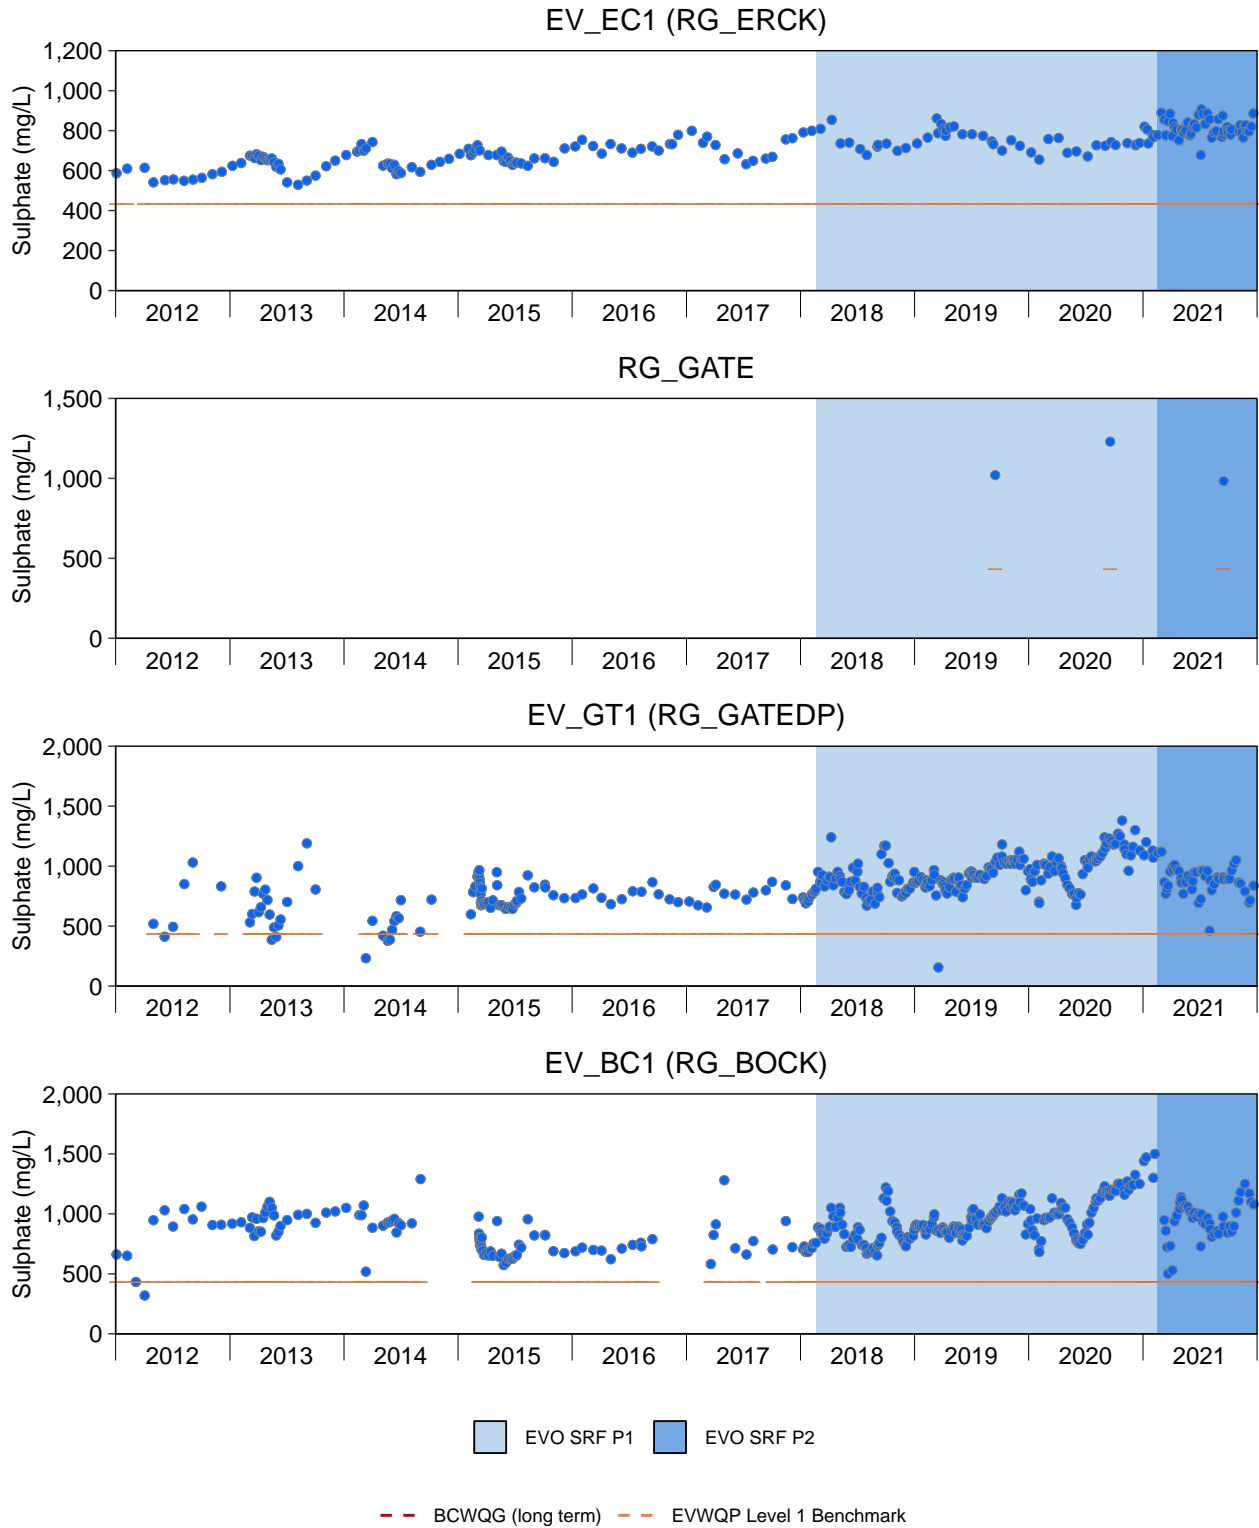 EV_EC1 (RG_ERCK)
Sulphate (mg/L)
1,200
1,000
800
600
400
200
0
2012 2013 2014 2015 2016 2017 2018 2019 2020 2021
RG_GATE
Sulphate (mg/L)
1,500
1,000
500
0
2012 2013 2014 2015 2016 2017 2018 2019 2020 2021
EV_GT1 (RG_GATEDP)
Sulphate (mg/L)
2,000
1,500
1,000
500
0
2012 2013 2014 2015 2016 2017 2018 2019 2020 2021
EV_BC1 (RG_BOCK)
Sulphate (mg/L)
2,000
1,500
1,000
500
0
2012 2013 2014 2015 2016 2017 2018 2019 2020 2021
EVO SRF P1 EVO SRF P2
BCWQG (long term) EVWQP Level 1 Benchmark